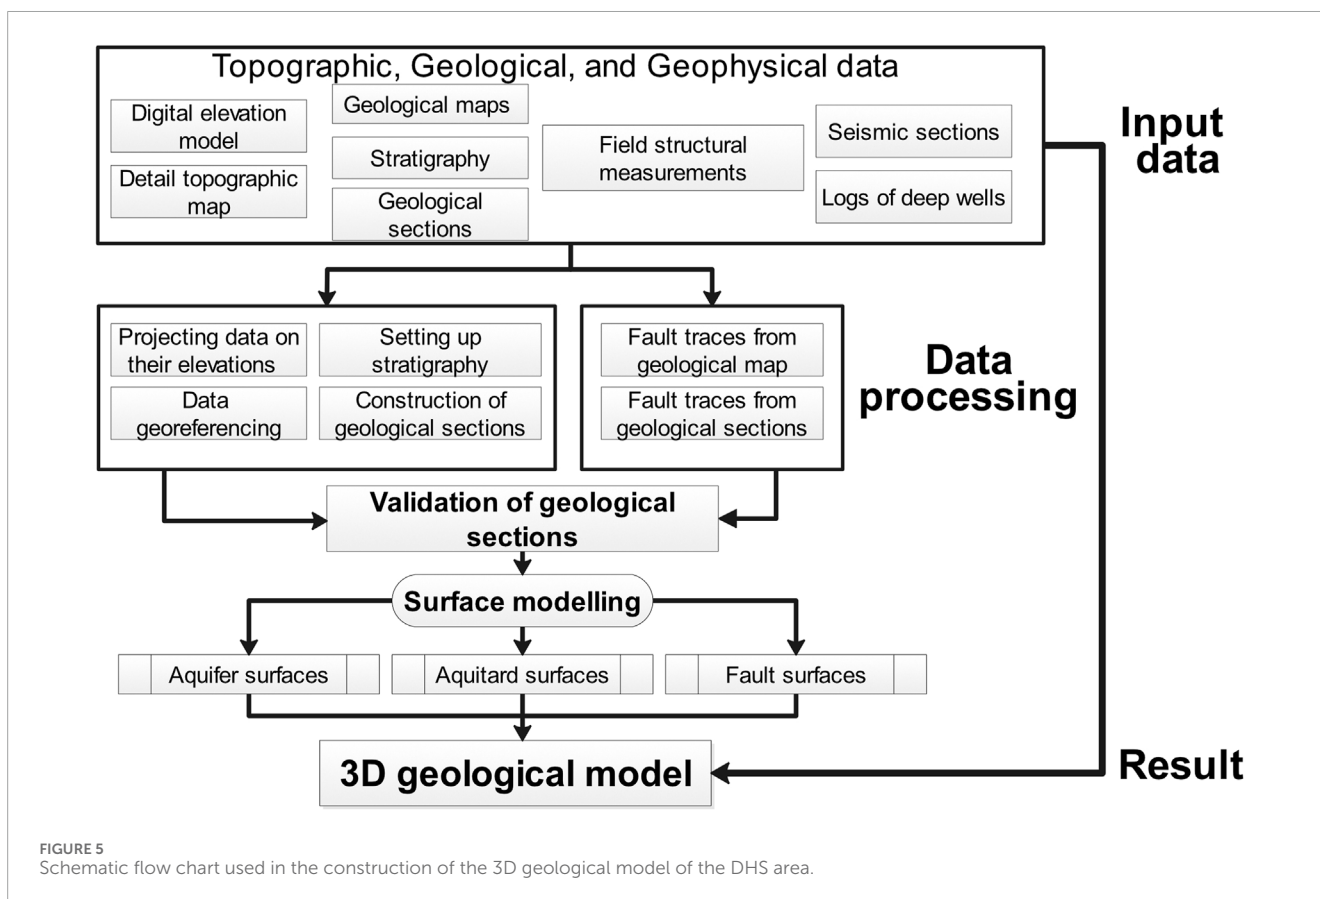 Topographic, Geological, and Geophysical data
Digital elevation
model
Detail topographic
map
Geological maps
Stratigraphy
Geological
sections
Field structural
measurements
Seismic sections
Logs of deep wells
Input
data
Projecting data on
their elevations
Setting up
stratigraphy
Data
georeferencing
Construction of
geological sections
Fault traces from
geological map
Fault traces from
geological sections
Data
processing
Validation of geological
sections
Surface modelling
Aquifer surfaces
Aquitard surfaces
Fault surfaces
3D geological model
Result
FIGURE 5
Schematic flow chart used in the construction of the 3D geological model of the DHS area.